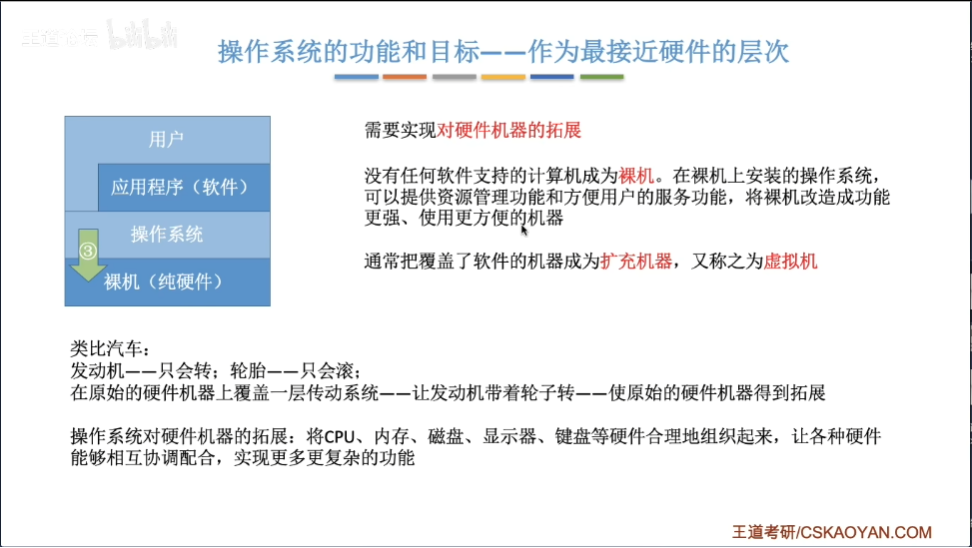 王道论坛 bilibili
操作系统的功能和目标——作为最接近硬件的层次
用户
应用程序（软件）
操作系统
③
裸机（纯硬件）
需要实现对硬件机器的拓展
没有任何软件支持的计算机成为裸机。在裸机上安装的操作系统，
可以提供资源管理功能和方便用户的服务功能，将裸机改造成功能
更强、使用更方便的机器
通常把覆盖了软件的机器成为扩充机器，又称之为虚拟机
类比汽车：
发动机——只会转；轮胎——只会滚；
在原始的硬件机器上覆盖一层传动系统——让发动机带着轮子转——使原始的硬件机器得到拓展
操作系统对硬件机器的拓展：将CPU、内存、磁盘、显示器、键盘等硬件合理地组织起来，让各种硬件
能够相互协调配合，实现更多更复杂的功能
王道考研/CSKAOYAN.COM